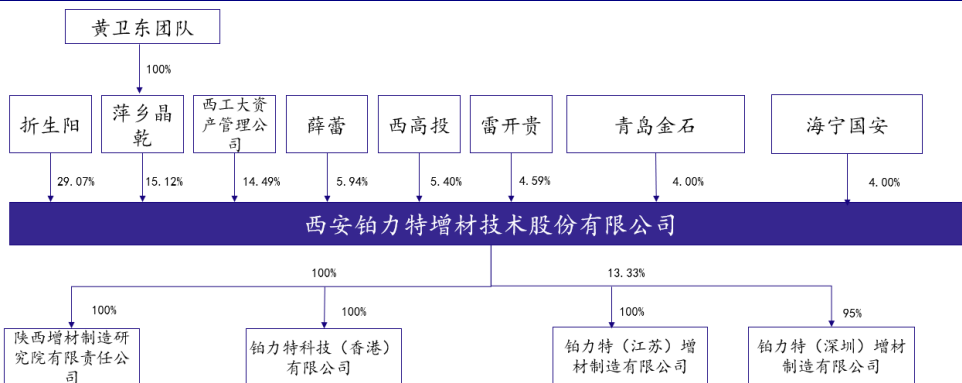 黄卫东团队
100%
折生阳
萍乡晶
乾
西工大资
产管理公
司
薛蕾
西高投
雷开贵
青岛金石
海宁国安
29.07%
15.12%
14.49%
5.94%
5.40%
4.59%
4.00%
4.00%
西安铂力特增材技术股份有限公司
100%
13.33%
100%
100%
100%
95%
陕西增材制造研
究院有限责任公
司
铂力特科技（香港）
有限公司
铂力特（江苏）增
材制造有限公司
铂力特（深圳）增材
制造有限公司